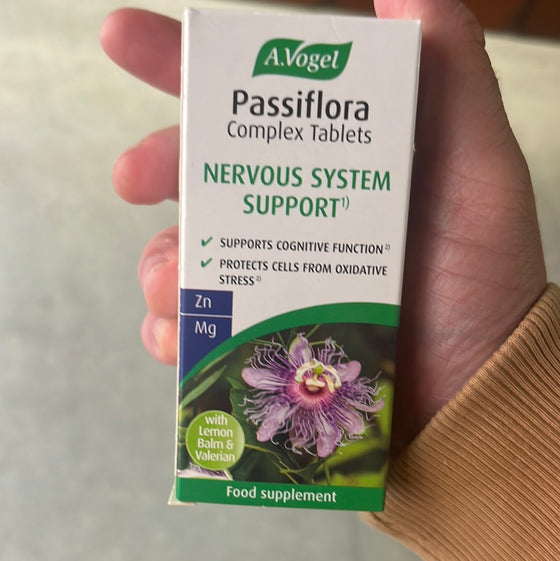 A.Vogel
Passiflora
Complex Tablets
NERVOUS SYSTEM
SUPPORT¹⁾
✔ SUPPORTS COGNITIVE FUNCTION²⁾
✔ PROTECTS CELLS FROM OXIDATIVE
STRESS²⁾
Zn
Mg
with
Lemon
Balm &
Valerian
Food supplement